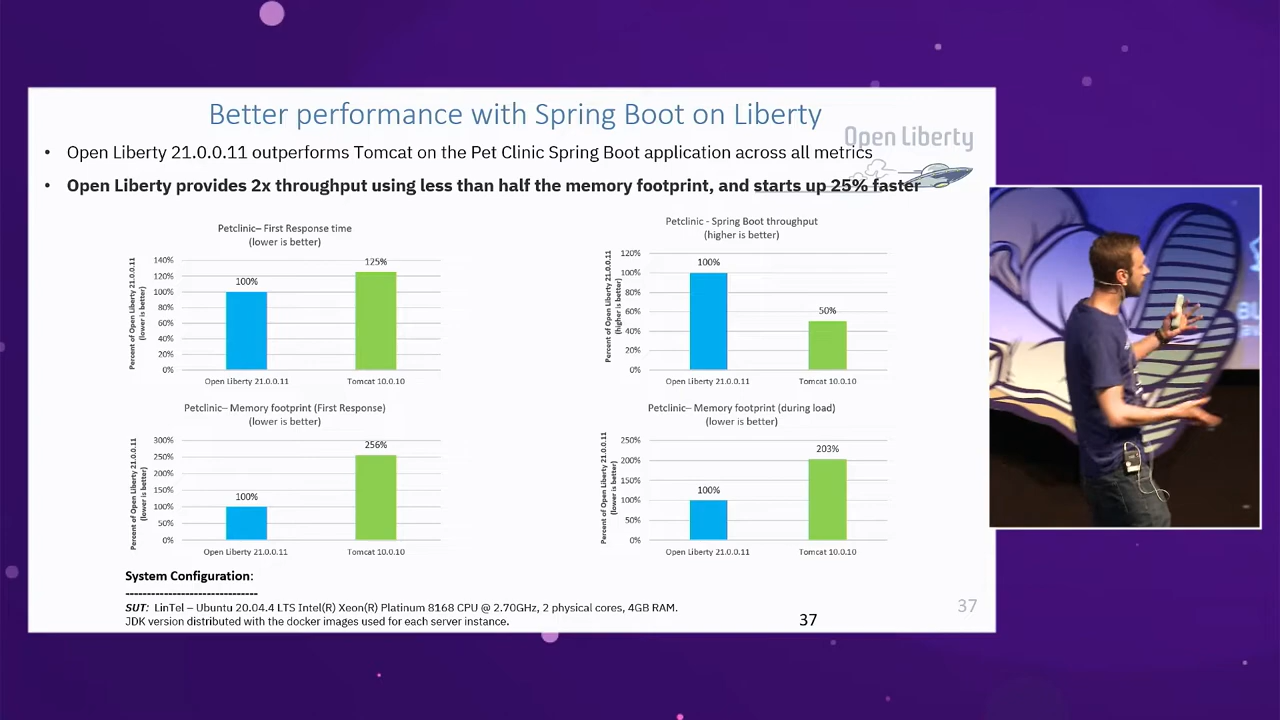 Better performance with Spring Boot on Liberty
Open Liberty
• Open Liberty 21.0.0.11 outperforms Tomcat on the Pet Clinic Spring Boot application across all metrics
• Open Liberty provides 2x throughput using less than half the memory footprint, and starts up 25% faster
Petclinic– First Response time
(lower is better)
Percent of Open Liberty 21.0.0.11
(lower is better)
140%
120%
100%
80%
60%
40%
20%
0%
100%
125%
Open Liberty 21.0.0.11
Tomcat 10.0.10
Petclinic - Spring Boot throughput
(higher is better)
Percent of Open Liberty 21.0.0.11
(higher is better)
120%
100%
80%
60%
40%
20%
0%
100%
50%
Open Liberty 21.0.0.11
Tomcat 10.0.10
Petclinic– Memory footprint (First Response)
(lower is better)
Percent of Open Liberty 21.0.0.11
(lower is better)
300%
250%
200%
150%
100%
50%
0%
100%
256%
Open Liberty 21.0.0.11
Tomcat 10.0.10
Petclinic– Memory footprint (during load)
(lower is better)
Percent of Open Liberty 21.0.0.11
(lower is better)
250%
200%
150%
100%
50%
0%
100%
203%
Open Liberty 21.0.0.11
Tomcat 10.0.10
System Configuration:
------------------------------
SUT: LinTel – Ubuntu 20.04.4 LTS Intel(R) Xeon(R) Platinum 8168 CPU @ 2.70GHz, 2 physical cores, 4GB RAM.
JDK version distributed with the docker images used for each server instance.
37
37